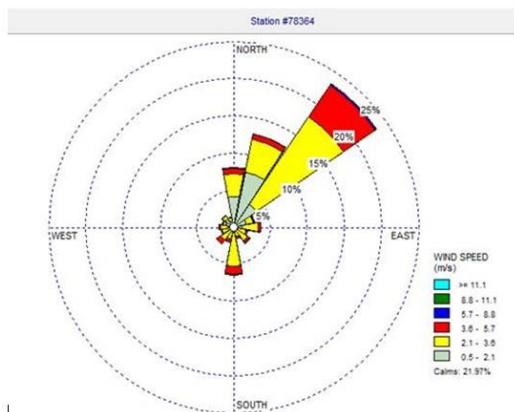 Station #78364
NORTH
25%
20%
15%
10%
5%
WEST
EAST
WIND SPEED
(m/s)
>= 11.1
8.8 - 11.1
5.7 - 8.8
3.6 - 5.7
2.1 - 3.6
0.5 - 2.1
Calms: 21.97%
SOUTH